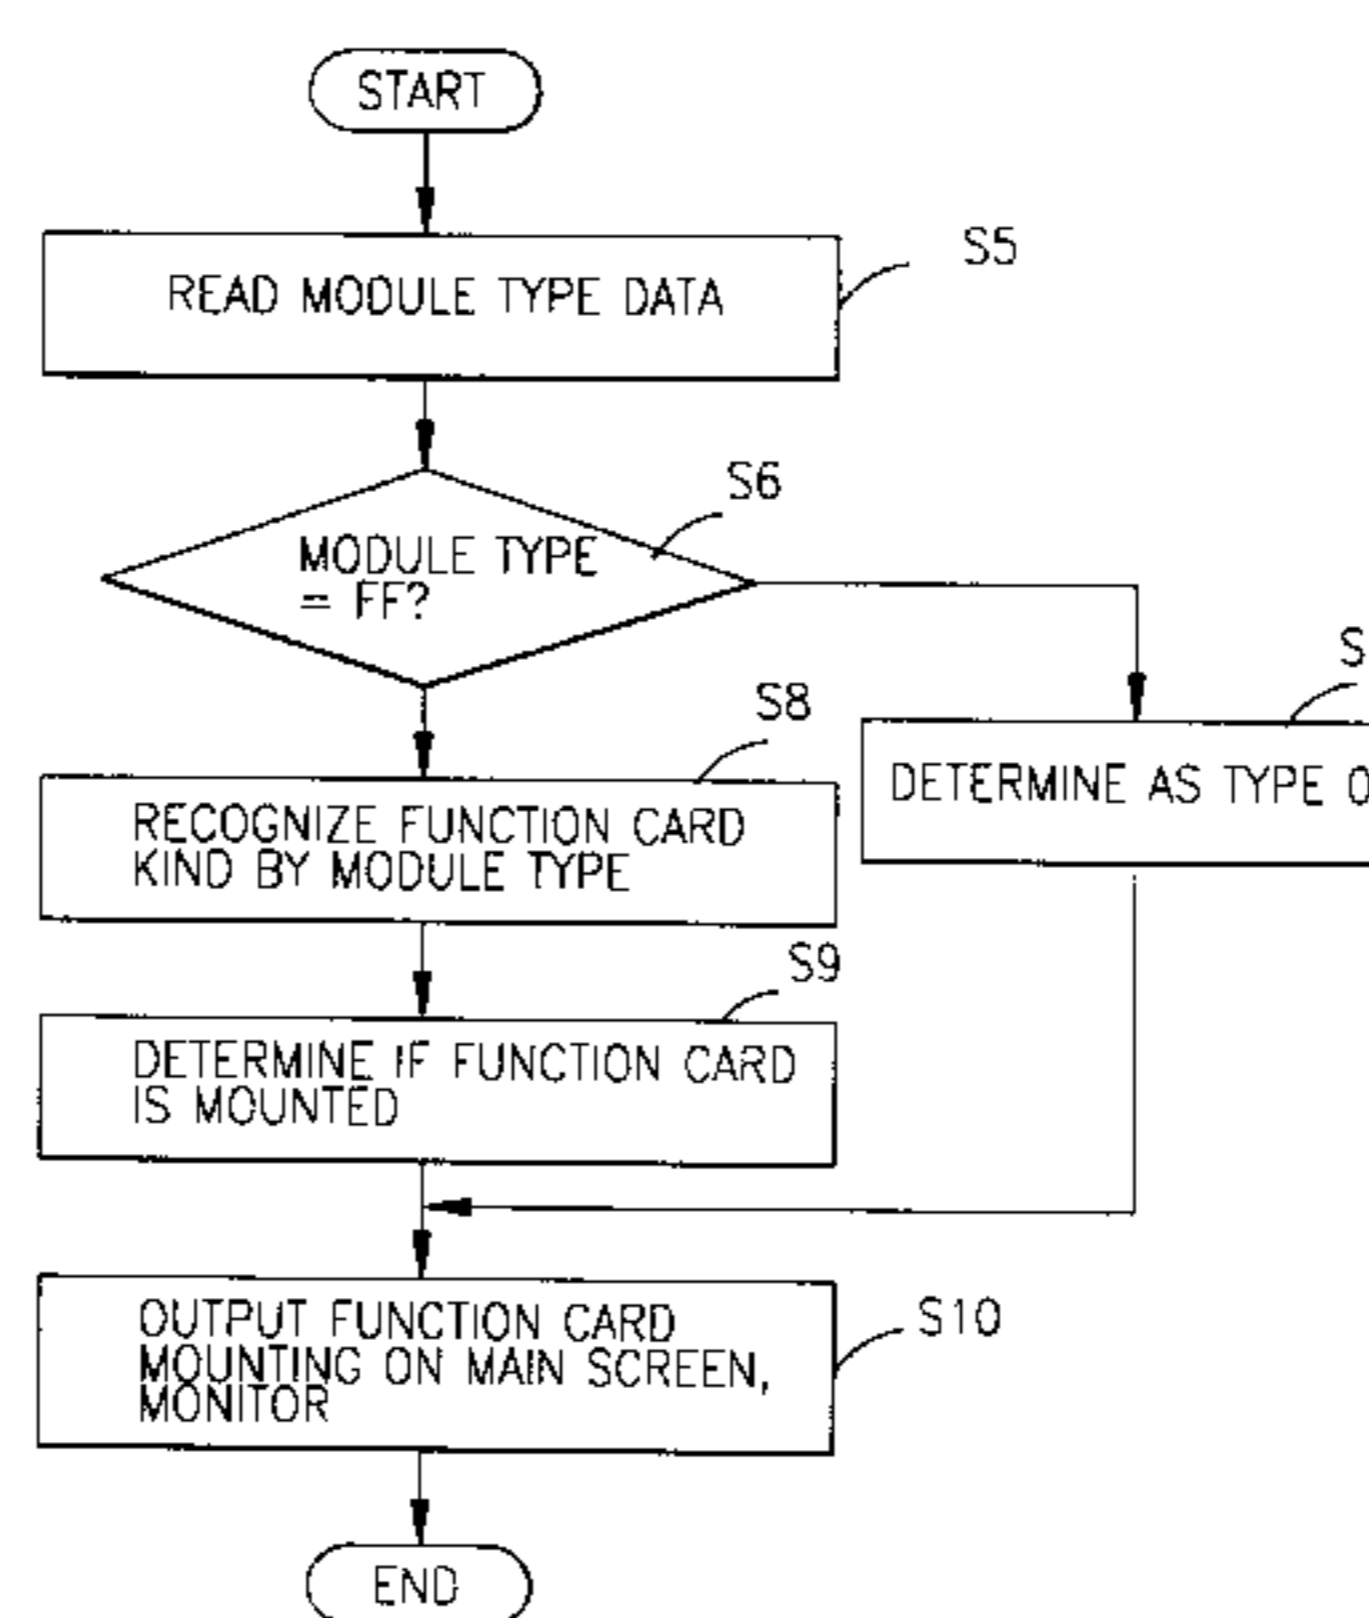 START
READ MODULE TYPE DATA
S5
MODULE TYPE
= FF?
S6
S8
RECOGNIZE FUNCTION CARD
KIND BY MODULE TYPE
S
DETERMINE AS TYPE
S9
DETERMINE IF FUNCTION CARD
IS MOUNTED
OUTPUT FUNCTION CARD
MOUNTING ON MAIN SCREEN,
MONITOR
S10
END